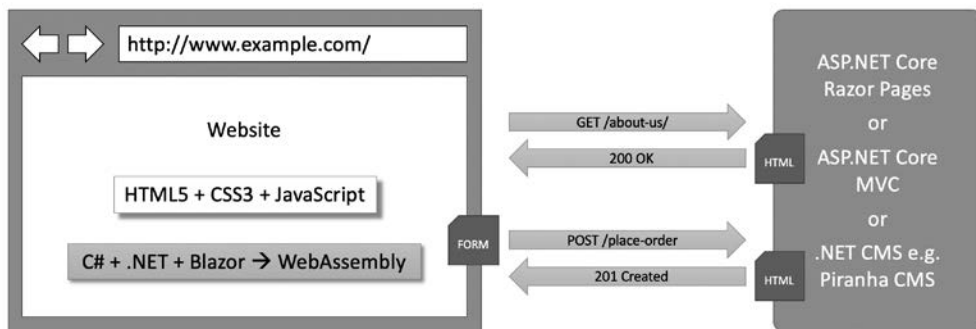 http://www.example.com/
Website
HTML5 + CSS3 + JavaScript
C# + .NET + Blazor → WebAssembly
FORM
GET /about-us/
200 OK
HTML
POST /place-order
201 Created
HTML
ASP.NET Core
Razor Pages
or
ASP.NET Core
MVC
or
.NET CMS e.g.
Piranha CMS